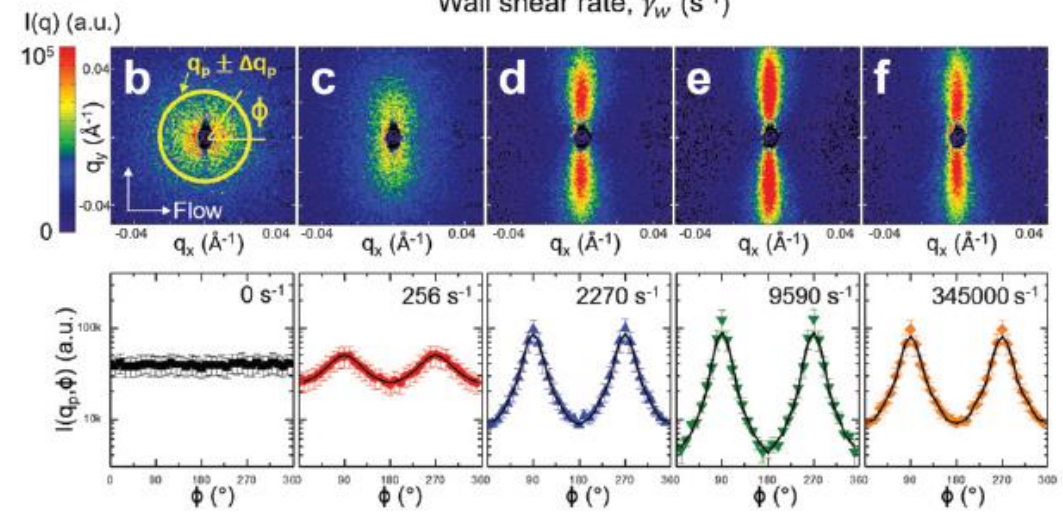 Wall shear rate, γ̇w (s⁻¹)
I(q) (a.u.)
10⁵
0
b
qp ± Δqp
ϕ
Flow
c
d
e
f
0.04
-0.04
qy (Å⁻¹)
-0.04 0.04 -0.04 0.04 -0.04 0.04 -0.04 0.04 -0.04 0.04
qx (Å⁻¹) qx (Å⁻¹) qx (Å⁻¹) qx (Å⁻¹) qx (Å⁻¹)
0 s⁻¹ 256 s⁻¹ 2270 s⁻¹ 9590 s⁻¹ 345000 s⁻¹
I(qp,ϕ) (a.u.)
100k
10k
0 90 180 270 360 90 180 270 360 90 180 270 360 90 180 270 360 90 180 270 360
ϕ (°) ϕ (°) ϕ (°) ϕ (°) ϕ (°)